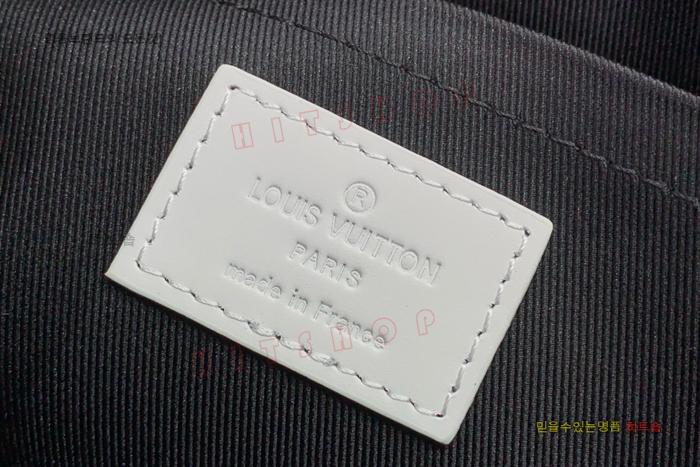 HITSHOP
®
LOUIS VUITTON
PARIS
made in France
HITSHOP
믿을수있는명품 히트숍